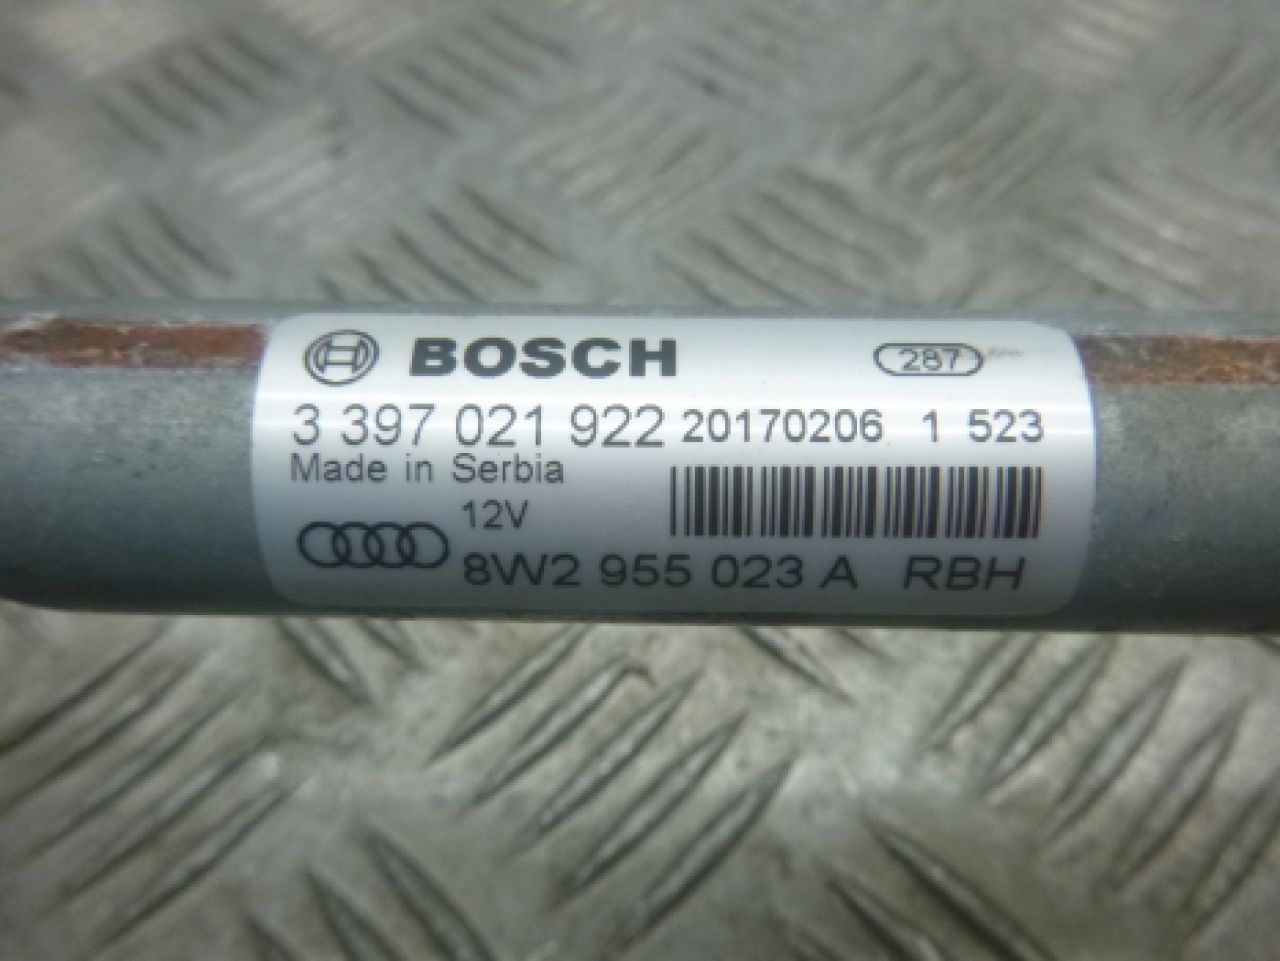 BOSCH 287
3 397 021 922 20170206 1 523
Made in Serbia
12V
8W2 955 023 A RBH